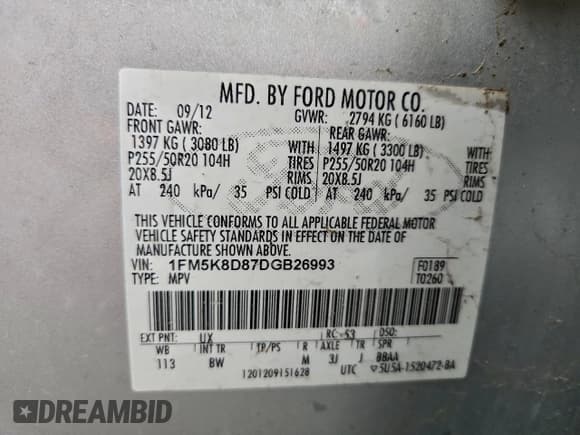 MFD. BY FORD MOTOR CO.
DATE: 09/12 GVWR: 2794 KG ( 6160 LB)
FRONT GAWR: REAR GAWR:
1397 KG ( 3080 LB) WITH 1497 KG ( 3300 LB) WITH
P255/50R20 104H TIRES P255/50R20 104H TIRES
20X8.5J RIMS 20X8.5J RIMS
AT 240 kPa/ 35 PSI COLD AT 240 kPa/ 35 PSI COLD
THIS VEHICLE CONFORMS TO ALL APPLICABLE FEDERAL MOTOR
VEHICLE SAFETY STANDARDS IN EFFECT ON THE DATE OF
MANUFACTURE SHOWN ABOVE.
VIN: 1FM5K8D87DGB26993 F0189
TYPE: MPV T0260
EXT PNT: UX RC: 53 DSO:
WB INT TR TP/PS R AXLE TR SPR
113 BW M 3J J BBAA
1201209151628 UTC ▽5U5A-1520472-BA
DREAMBID